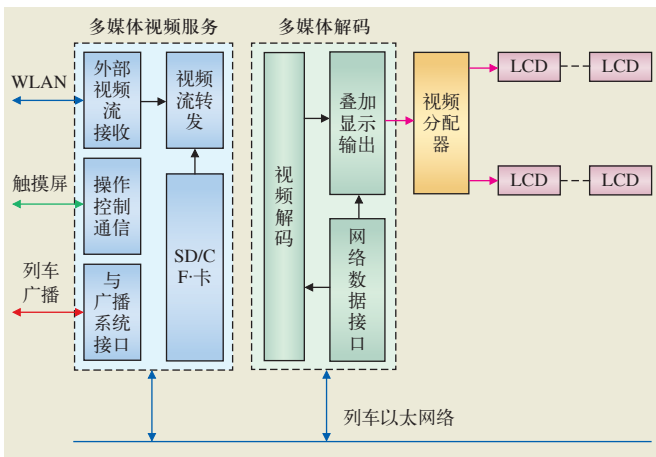 多媒体视频服务
多媒体解码
WLAN
触摸屏
列车
广播
外部
视频
流
接收
视频
流转
发
操作
控制
通信
SD/C
F·卡
与
广播
系统
接口
视
频
解
码
叠加
显示
输出
网
络
数
据
接
口
视频
分配
器
LCD
LCD
LCD
LCD
列车以太网络